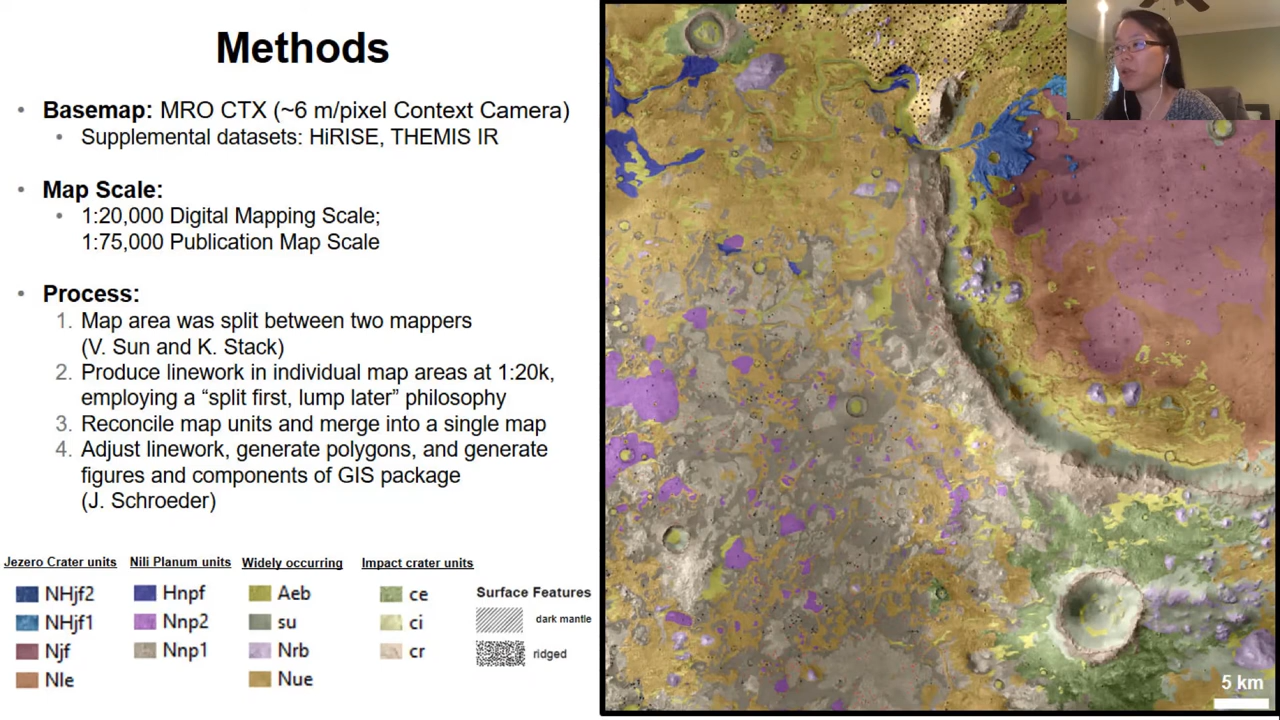 Methods
• Basemap: MRO CTX (~6 m/pixel Context Camera)
• Supplemental datasets: HiRISE, THEMIS IR
• Map Scale:
• 1:20,000 Digital Mapping Scale;
1:75,000 Publication Map Scale
• Process:
1. Map area was split between two mappers
(V. Sun and K. Stack)
2. Produce linework in individual map areas at 1:20k,
employing a “split first, lump later” philosophy
3. Reconcile map units and merge into a single map
4. Adjust linework, generate polygons, and generate
figures and components of GIS package
(J. Schroeder)
Jezero Crater units
NHjf2
NHjf1
Njf
Nle
Nili Planum units
Hnpf
Nnp2
Nnp1
Widely occurring
Aeb
su
Nrb
Nue
Impact crater units
ce
ci
cr
Surface Features
dark mantle
ridged
5 km